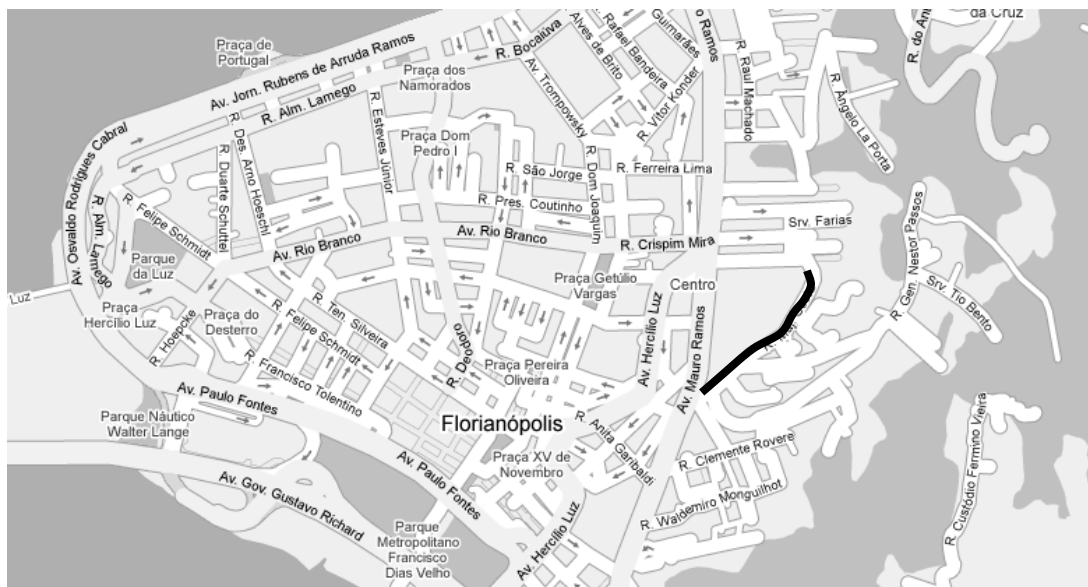 Praça de
Portugal
Av. Jorn. Rubens de Arruda Ramos
R. Alm. Lamego
R. Bocaiúva
Praça dos
Namorados
Av. Trompowsky
Alves de Brito
R. Rafael Bandeira
Guimarães
R. Vítor Konder
o Ramos
R. Raul Machado
R. Ângelo La Porta
R. do An
da Cruz
Av. Osvaldo Rodrigues Cabral
R. Alm. Lamego
R. Felipe Schmidt
R. Duarte Schuttel
R. Des. Arno Hoeschl
R. Esteves Júnior
Praça Dom
Pedro I
R. São Jorge
R. Pres. Coutinho
R. Dom Joaquim
R. Ferreira Lima
Srv. Farias
R. Gen. Nestor Passos
Srv. Tio Bento
Av. Rio Branco
Av. Rio Branco
R. Crispim Mira
Parque
da Luz
Luz
Praça
Hercílio Luz
R. Hoepcke
Praça do
Desterro
R. Ten. Silveira
R. Felipe Schmidt
R. Francisco Tolentino
R. Deodoro
Praça Getúlio
Vargas
Centro
Av. Hercílio Luz
Av. Mauro Ramos
Praça Pereira
Oliveira
Florianópolis
Av. Paulo Fontes
Parque Náutico
Walter Lange
Av. Gov. Gustavo Richard
Av. Paulo Fontes
Praça XV de
Novembro
R. Anita Garibaldi
R. Clemente Rovere
R. Waldemiro Monguilhot
R. Custódio Fermino Vieira
Parque
Metropolitano
Francisco
Dias Velho
Av. Hercílio Luz